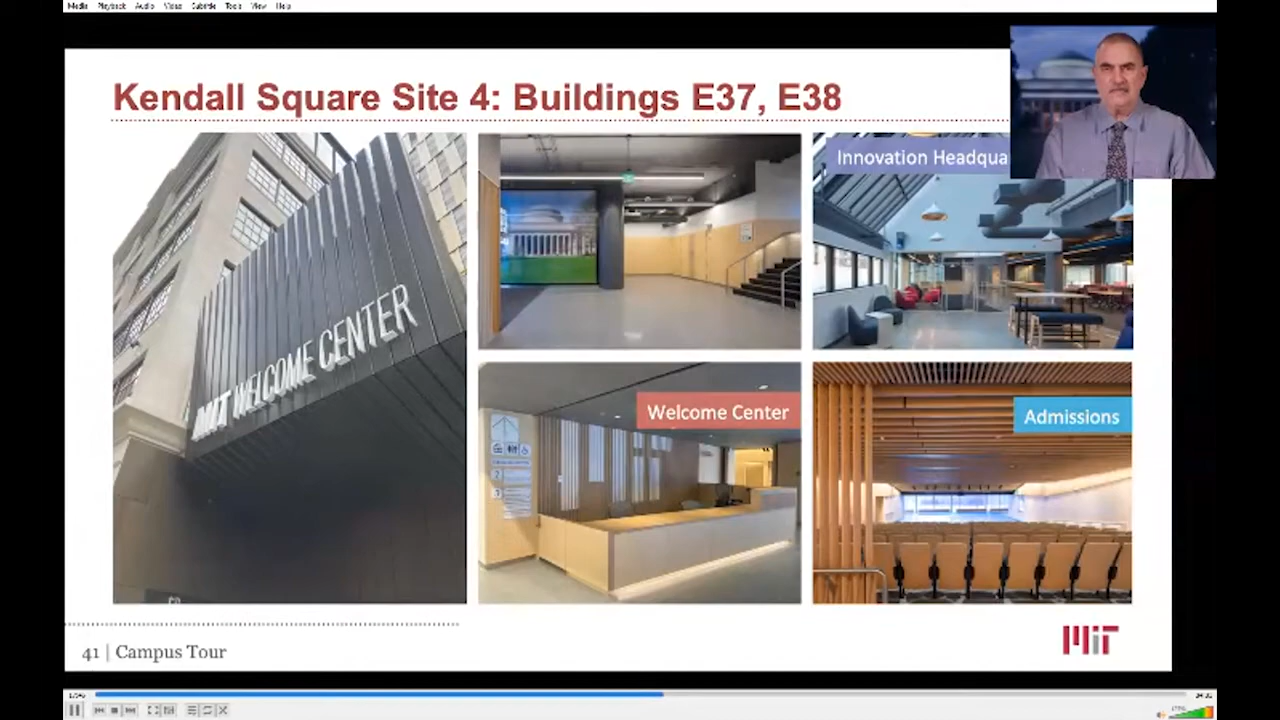 Media Playback Audio Video Subtitle Tools View Help
Kendall Square Site 4: Buildings E37, E38
Innovation Headqua
MIT WELCOME CENTER
Welcome Center
Admissions
41 | Campus Tour
MIT